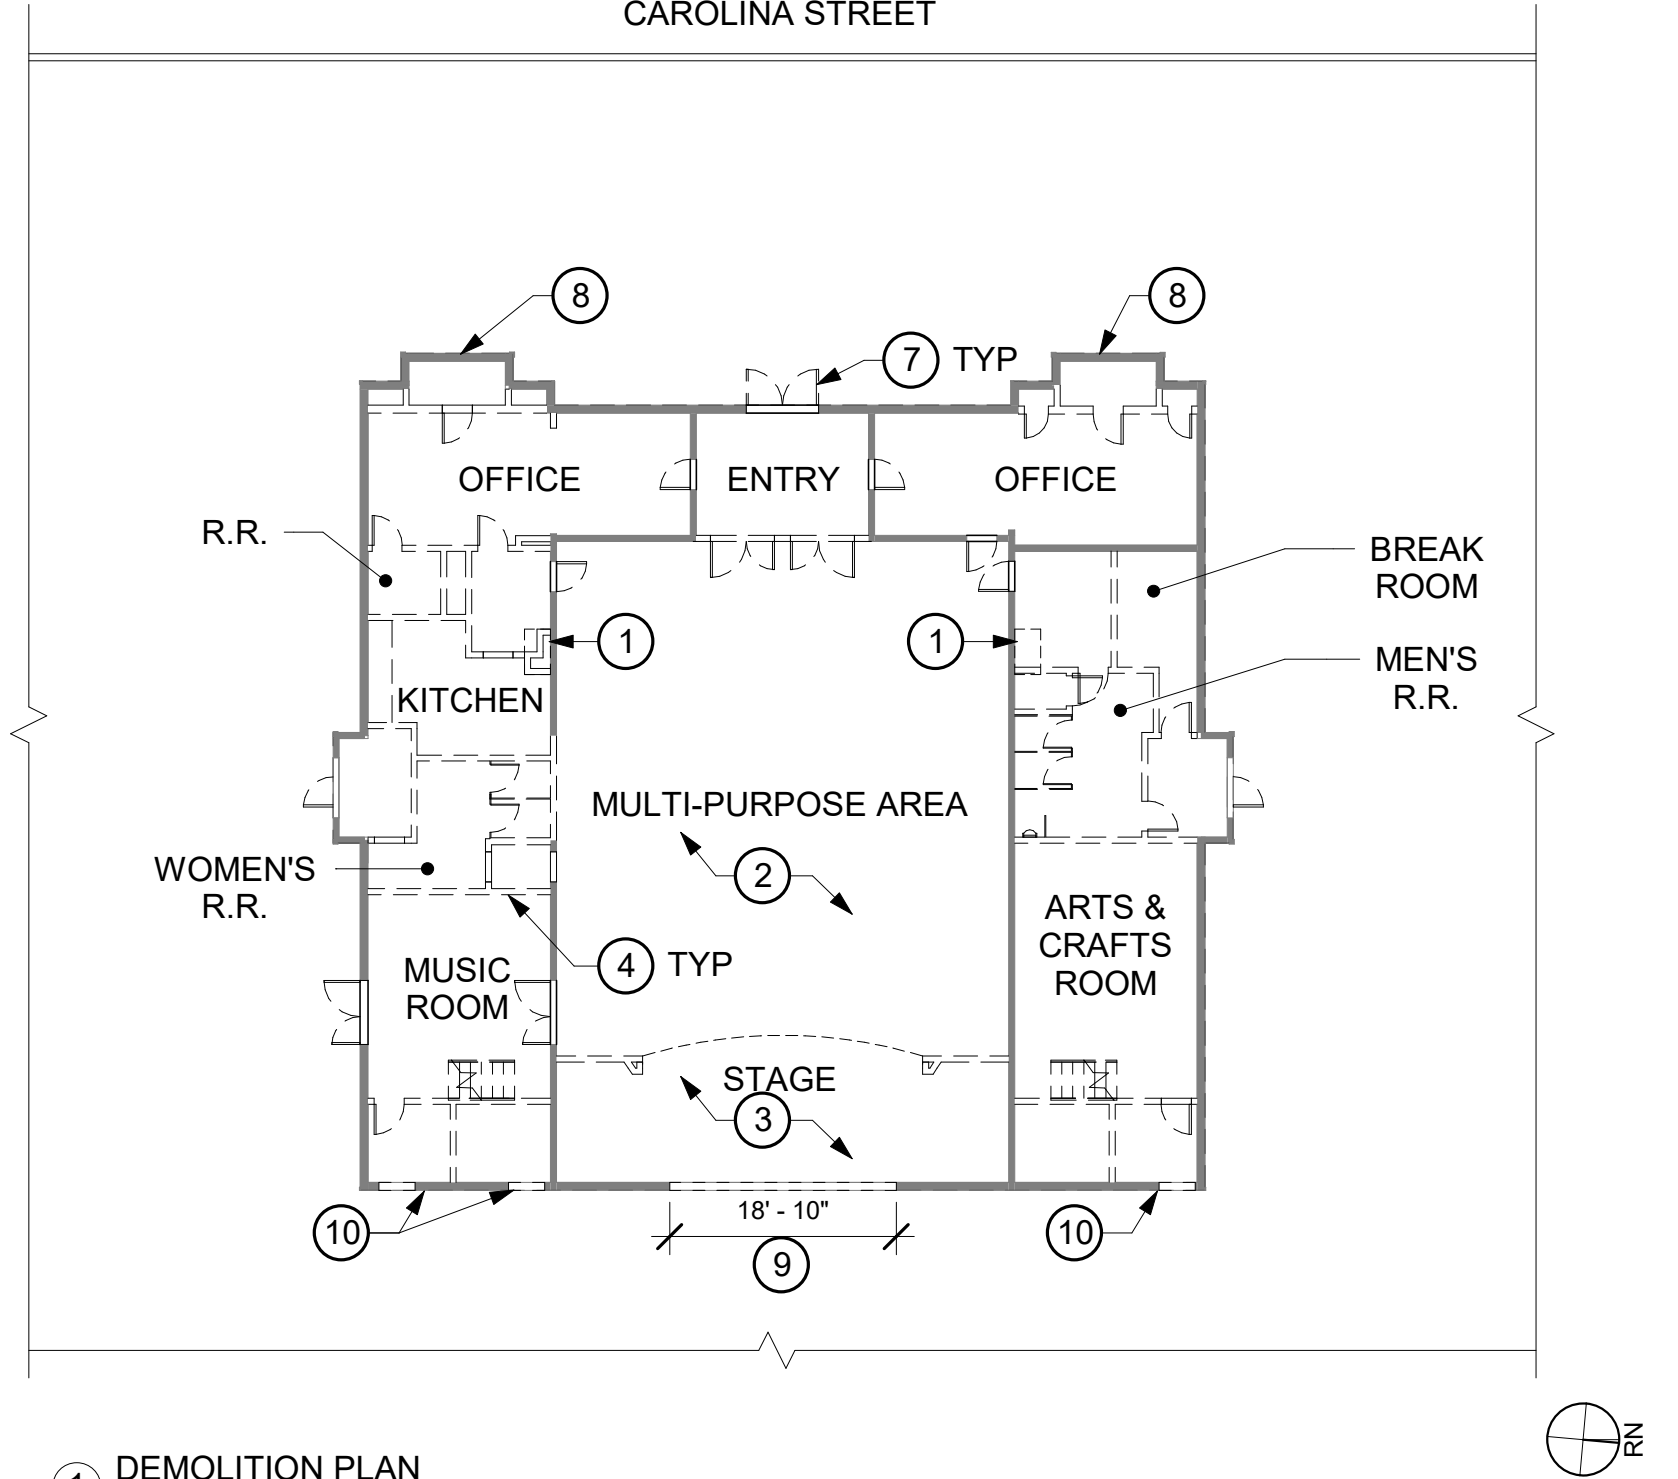 CAROLINA STREET
8
8
7 TYP
OFFICE
ENTRY
OFFICE
R.R.
BREAK
ROOM
1
1
MEN'S
R.R.
KITCHEN
MULTI-PURPOSE AREA
2
WOMEN'S
R.R.
ARTS &
CRAFTS
ROOM
4 TYP
MUSIC
ROOM
STAGE
3
18' - 10"
10
10
9
RN
1
DEMOLITION PLAN